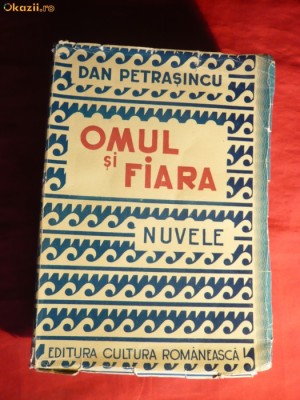 Okazii.ro
DAN PETRAȘINCU
OMUL
ȘI
FIARA
NUVELE
EDITURA CULTURA ROMÂNEASCĂ